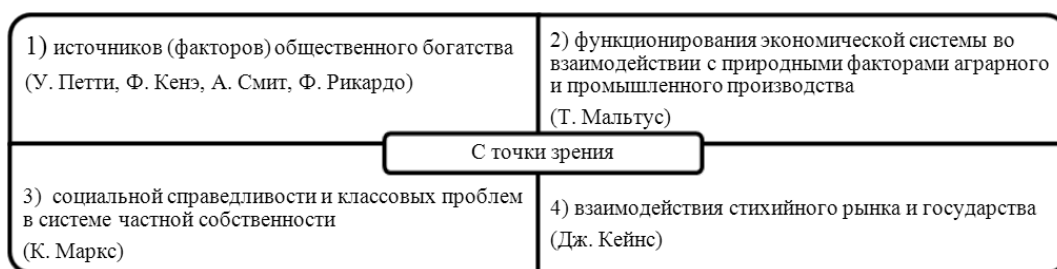 1) источников (факторов) общественного богатства
(У. Петти, Ф. Кенэ, А. Смит, Ф. Рикардо)
2) функционирования экономической системы во
взаимодействии с природными факторами аграрного
и промышленного производства
(Т. Мальтус)
С точки зрения
3) социальной справедливости и классовых проблем
в системе частной собственности
(К. Маркс)
4) взаимодействия стихийного рынка и государства
(Дж. Кейнс)